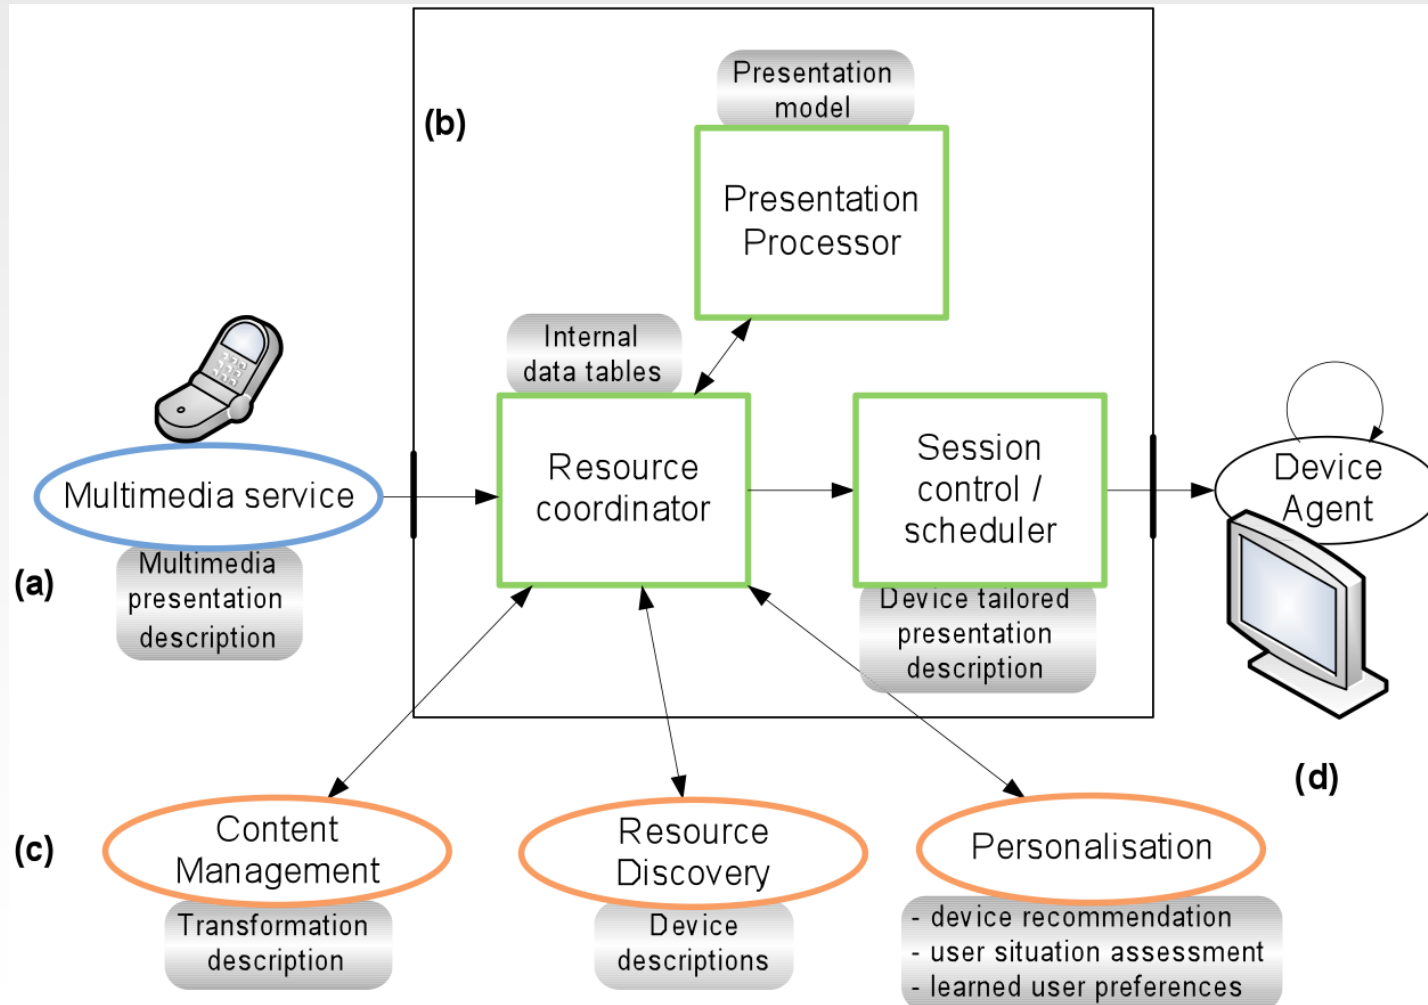 Presentation
model
(b)
Presentation
Processor
Internal
data tables
Multimedia service
Resource
coordinator
Session
control /
scheduler
Device
Agent
(a)
Multimedia
presentation
description
Device tailored
presentation
description
(d)
(c)
Content
Management
Resource
Discovery
Personalisation
Transformation
description
Device
descriptions
- device recommendation
- user situation assessment
- learned user preferences